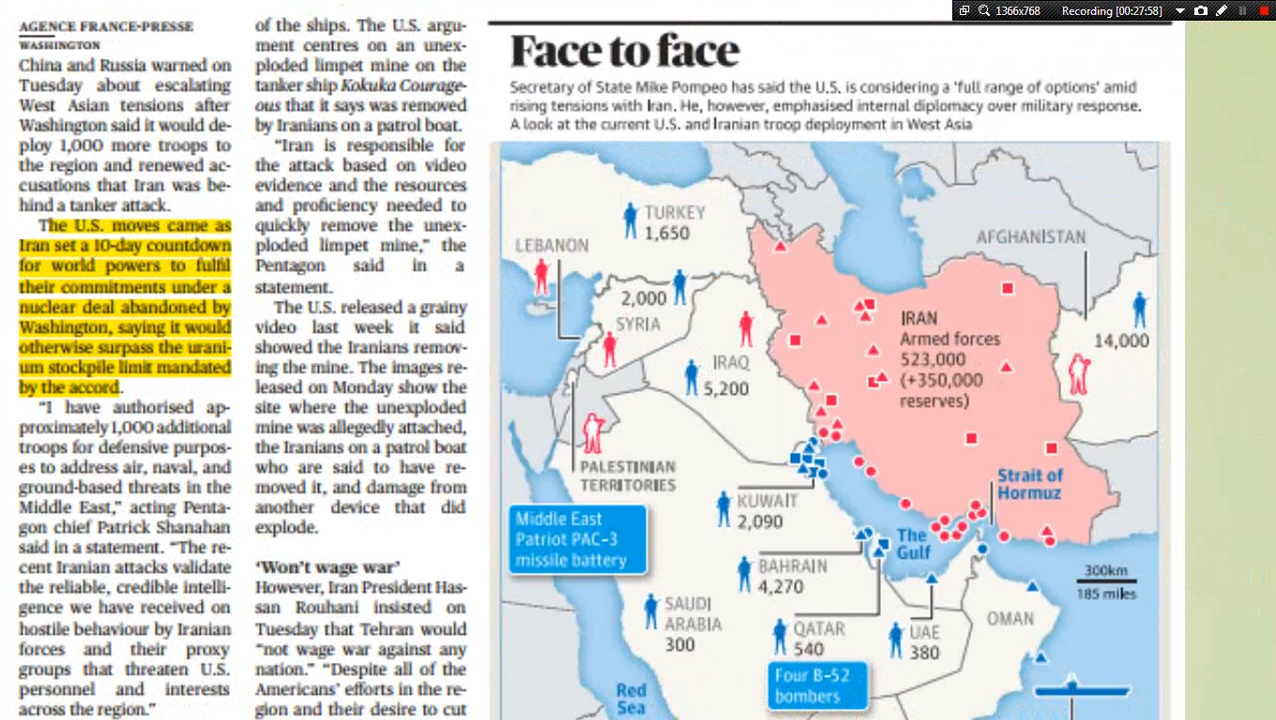 1366x768 Recording [00:27:58]
AGENCE FRANCE-PRESSE
WASHINGTON
China and Russia warned on
Tuesday about escalating
West Asian tensions after
Washington said it would de-
ploy 1,000 more troops to
the region and renewed ac-
cusations that Iran was be-
hind a tanker attack.
The U.S. moves came as
Iran set a 10-day countdown
for world powers to fulfil
their commitments under a
nuclear deal abandoned by
Washington, saying it would
otherwise surpass the urani-
um stockpile limit mandated
by the accord.
“I have authorised ap-
proximately 1,000 additional
troops for defensive purpos-
es to address air, naval, and
ground-based threats in the
Middle East,” acting Penta-
gon chief Patrick Shanahan
said in a statement. “The re-
cent Iranian attacks validate
the reliable, credible intelli-
gence we have received on
hostile behaviour by Iranian
forces and their proxy
groups that threaten U.S.
personnel and interests
across the region.”
of the ships. The U.S. argu-
ment centres on an unex-
ploded limpet mine on the
tanker ship Kokuka Courage-
ous that it says was removed
by Iranians on a patrol boat.
“Iran is responsible for
the attack based on video
evidence and the resources
and proficiency needed to
quickly remove the unex-
ploded limpet mine,” the
Pentagon said in a
statement.
The U.S. released a grainy
video last week it said
showed the Iranians remov-
ing the mine. The images re-
leased on Monday show the
site where the unexploded
mine was allegedly attached,
the Iranians on a patrol boat
who are said to have re-
moved it, and damage from
another device that did
explode.
‘Won’t wage war’
However, Iran President Has-
san Rouhani insisted on
Tuesday that Tehran would
“not wage war against any
nation.” “Despite all of the
Americans’ efforts in the re-
gion and their desire to cut
Face to face
Secretary of State Mike Pompeo has said the U.S. is considering a 'full range of options' amid
rising tensions with Iran. He, however, emphasised internal diplomacy over military response.
A look at the current U.S. and Iranian troop deployment in West Asia
TURKEY
1,650
LEBANON
AFGHANISTAN
2,000
SYRIA
14,000
IRAN
Armed forces
523,000
(+350,000
reserves)
IRAQ
5,200
PALESTINIAN
TERRITORIES
Strait of
Hormuz
KUWAIT
2,090
Middle East
Patriot PAC-3
missile battery
The
Gulf
BAHRAIN
4,270
300km
185 miles
SAUDI
ARABIA
300
QATAR
540
UAE
380
OMAN
Four B-52
bombers
Red
Sea